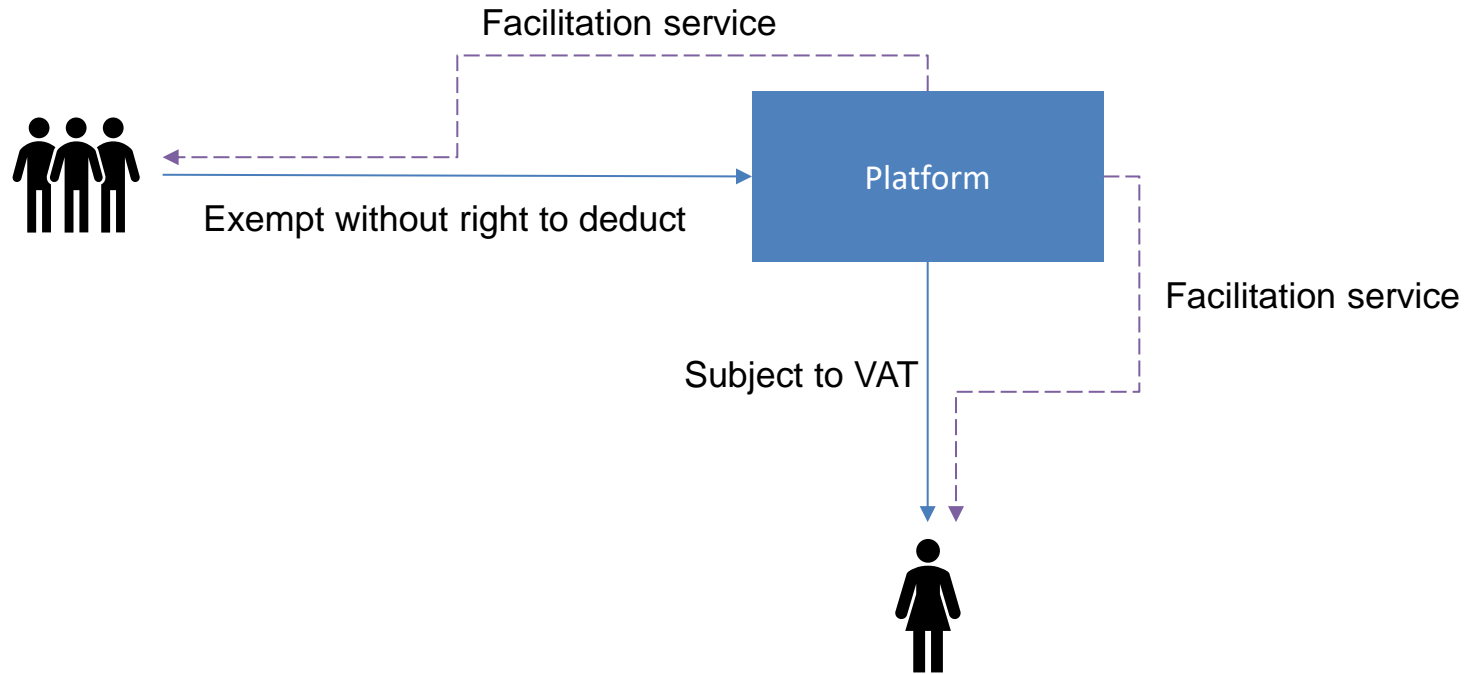 Facilitation service
Platform
Exempt without right to deduct
Facilitation service
Subject to VAT